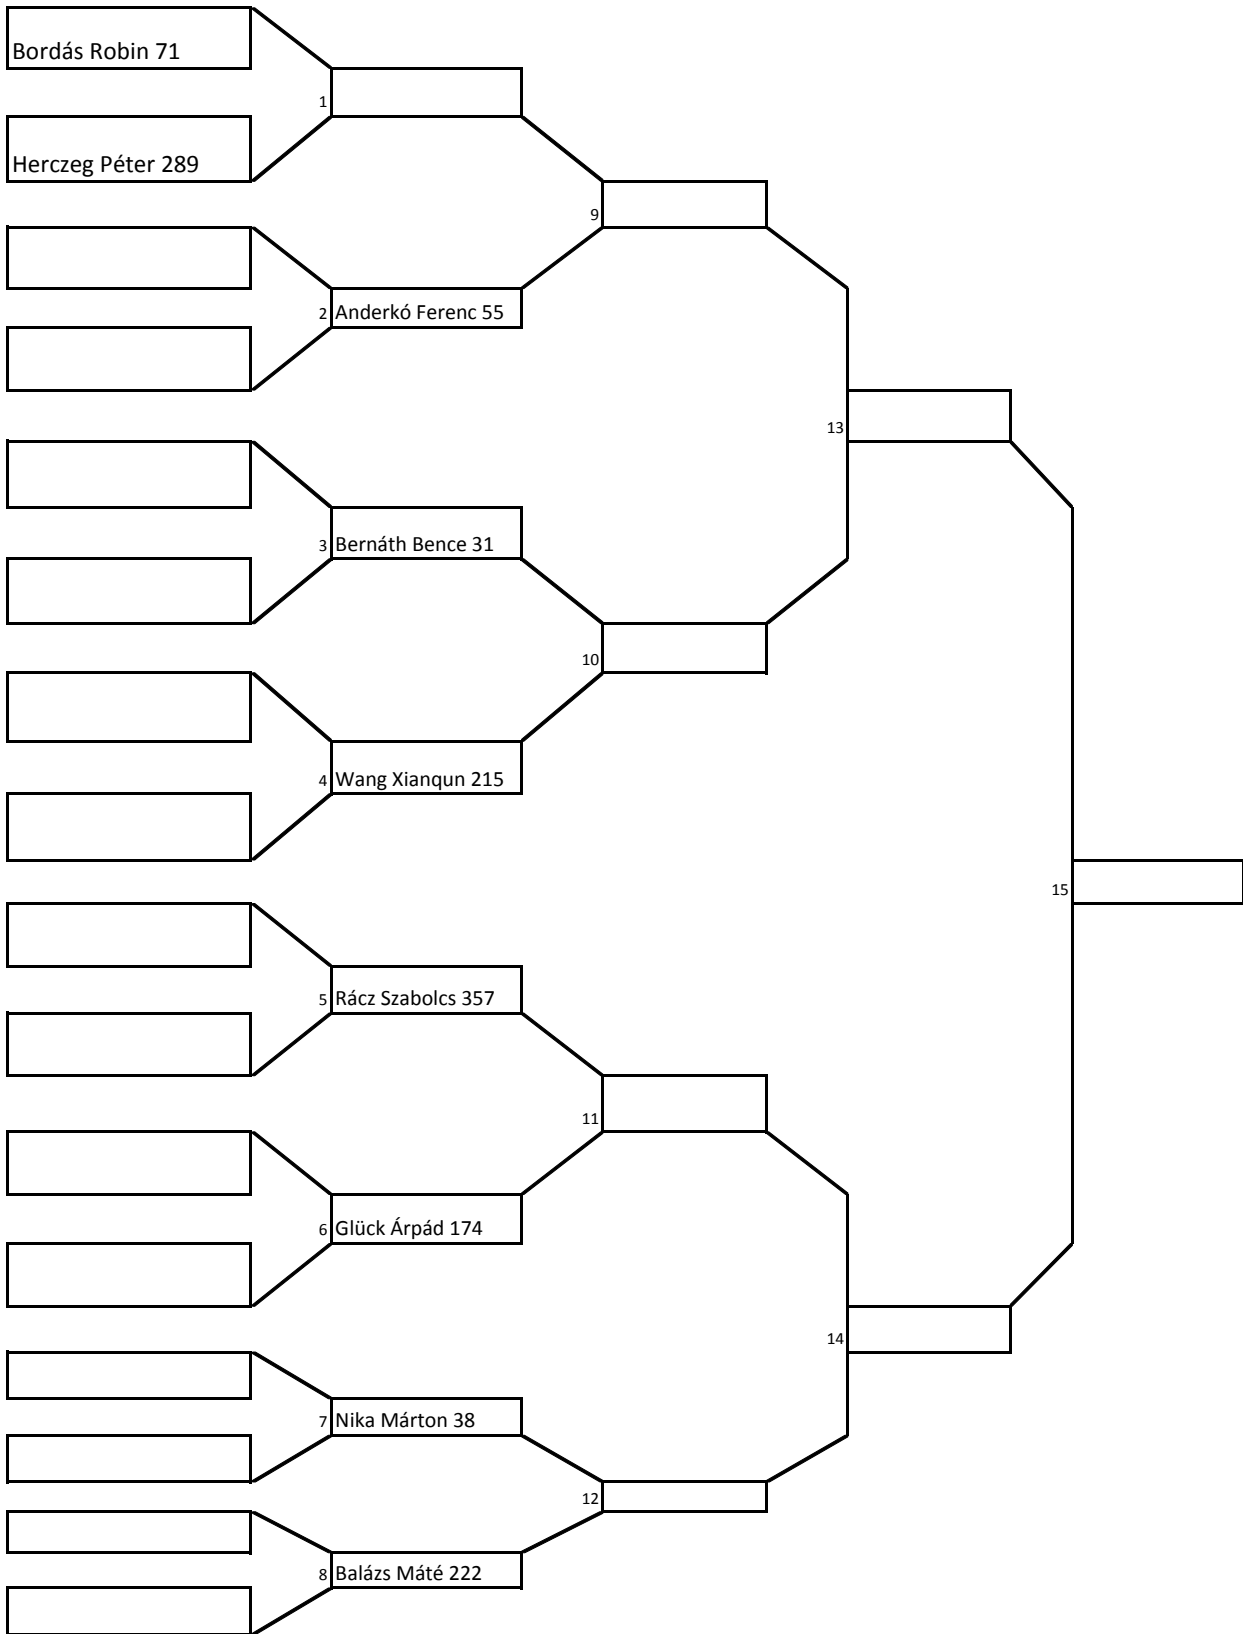 Bordás Robin 71
1
Herczeg Péter 289
9
2 Anderkó Ferenc 55
13
3 Bernáth Bence 31
10
4 Wang Xianqun 215
15
5 Rácz Szabolcs 357
11
6 Glück Árpád 174
14
7 Nika Márton 38
12
8 Balázs Máté 222